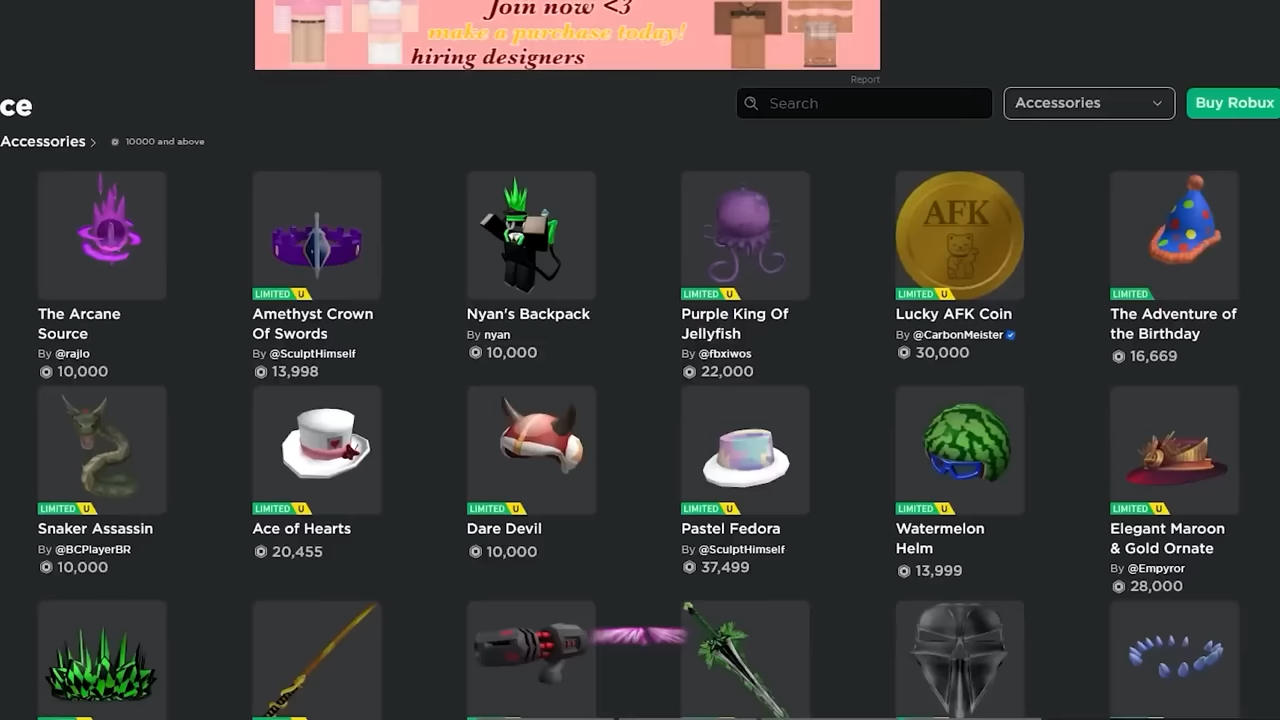 Join now <3
make a purchase today!
hiring designers
Report
ce
Search
Accessories
Buy Robux
Accessories
10000 and above
AFK
LIMITED U
LIMITED U
LIMITED U
LIMITED
The Arcane
Source
By @rajlo
10,000
Amethyst Crown
Of Swords
By @SculptHimself
13,998
Nyan's Backpack
By nyan
10,000
Purple King Of
Jellyfish
By @fbxiwos
22,000
Lucky AFK Coin
By @CarbonMeister
30,000
The Adventure of
the Birthday
16,669
LIMITED U
LIMITED U
LIMITED U
LIMITED U
LIMITED U
LIMITED U
Snaker Assassin
By @BCPlayerBR
10,000
Ace of Hearts
20,455
Dare Devil
10,000
Pastel Fedora
By @SculptHimself
37,499
Watermelon
Helm
13,999
Elegant Maroon
& Gold Ornate
By @Empyror
28,000